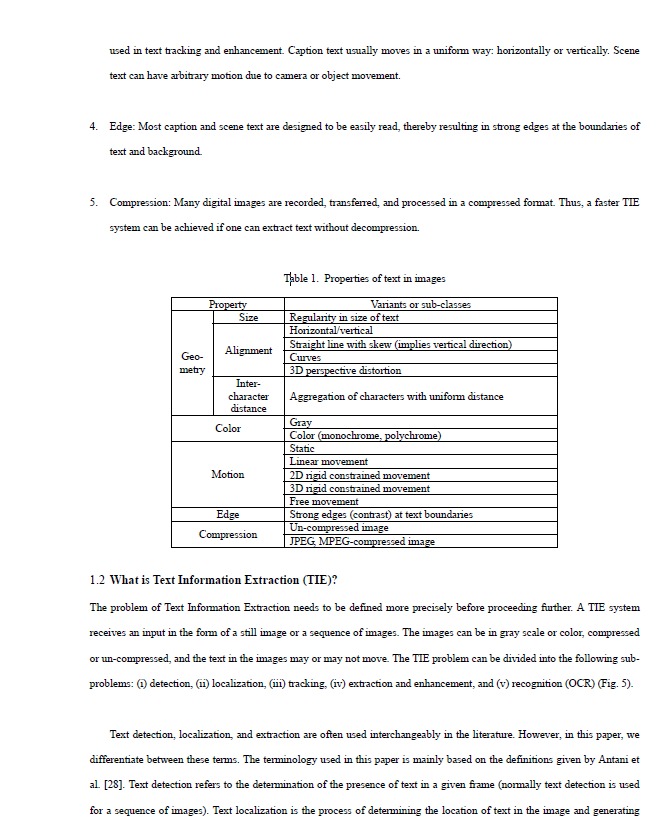 used in text tracking and enhancement. Caption text usually moves in a uniform way: horizontally or vertically. Scene
text can have arbitrary motion due to camera or object movement.
4. Edge: Most caption and scene text are designed to be easily read, thereby resulting in strong edges at the boundaries of
text and background.
5. Compression: Many digital images are recorded, transferred, and processed in a compressed format. Thus, a faster TIE
system can be achieved if one can extract text without decompression.
Table 1. Properties of text in images
Property Variants or sub-classes
Size Regularity in size of text
Horizontal/vertical
Straight line with skew (implies vertical direction)
Geo-
metry
Alignment
Curves
3D perspective distortion
Inter-
character
distance
Aggregation of characters with uniform distance
Color
Gray
Color (monochrome, polychrome)
Static
Linear movement
Motion 2D rigid constrained movement
3D rigid constrained movement
Free movement
Edge Strong edges (contrast) at text boundaries
Compression
Un-compressed image
JPEG, MPEG-compressed image
1.2 What is Text Information Extraction (TIE)?
The problem of Text Information Extraction needs to be defined more precisely before proceeding further. A TIE system
receives an input in the form of a still image or a sequence of images. The images can be in gray scale or color, compressed
or un-compressed, and the text in the images may or may not move. The TIE problem can be divided into the following sub-
problems: (i) detection, (ii) localization, (iii) tracking, (iv) extraction and enhancement, and (v) recognition (OCR) (Fig. 5).
Text detection, localization, and extraction are often used interchangeably in the literature. However, in this paper, we
differentiate between these terms. The terminology used in this paper is mainly based on the definitions given by Antani et
al. [28]. Text detection refers to the determination of the presence of text in a given frame (normally text detection is used
for a sequence of images). Text localization is the process of determining the location of text in the image and generating